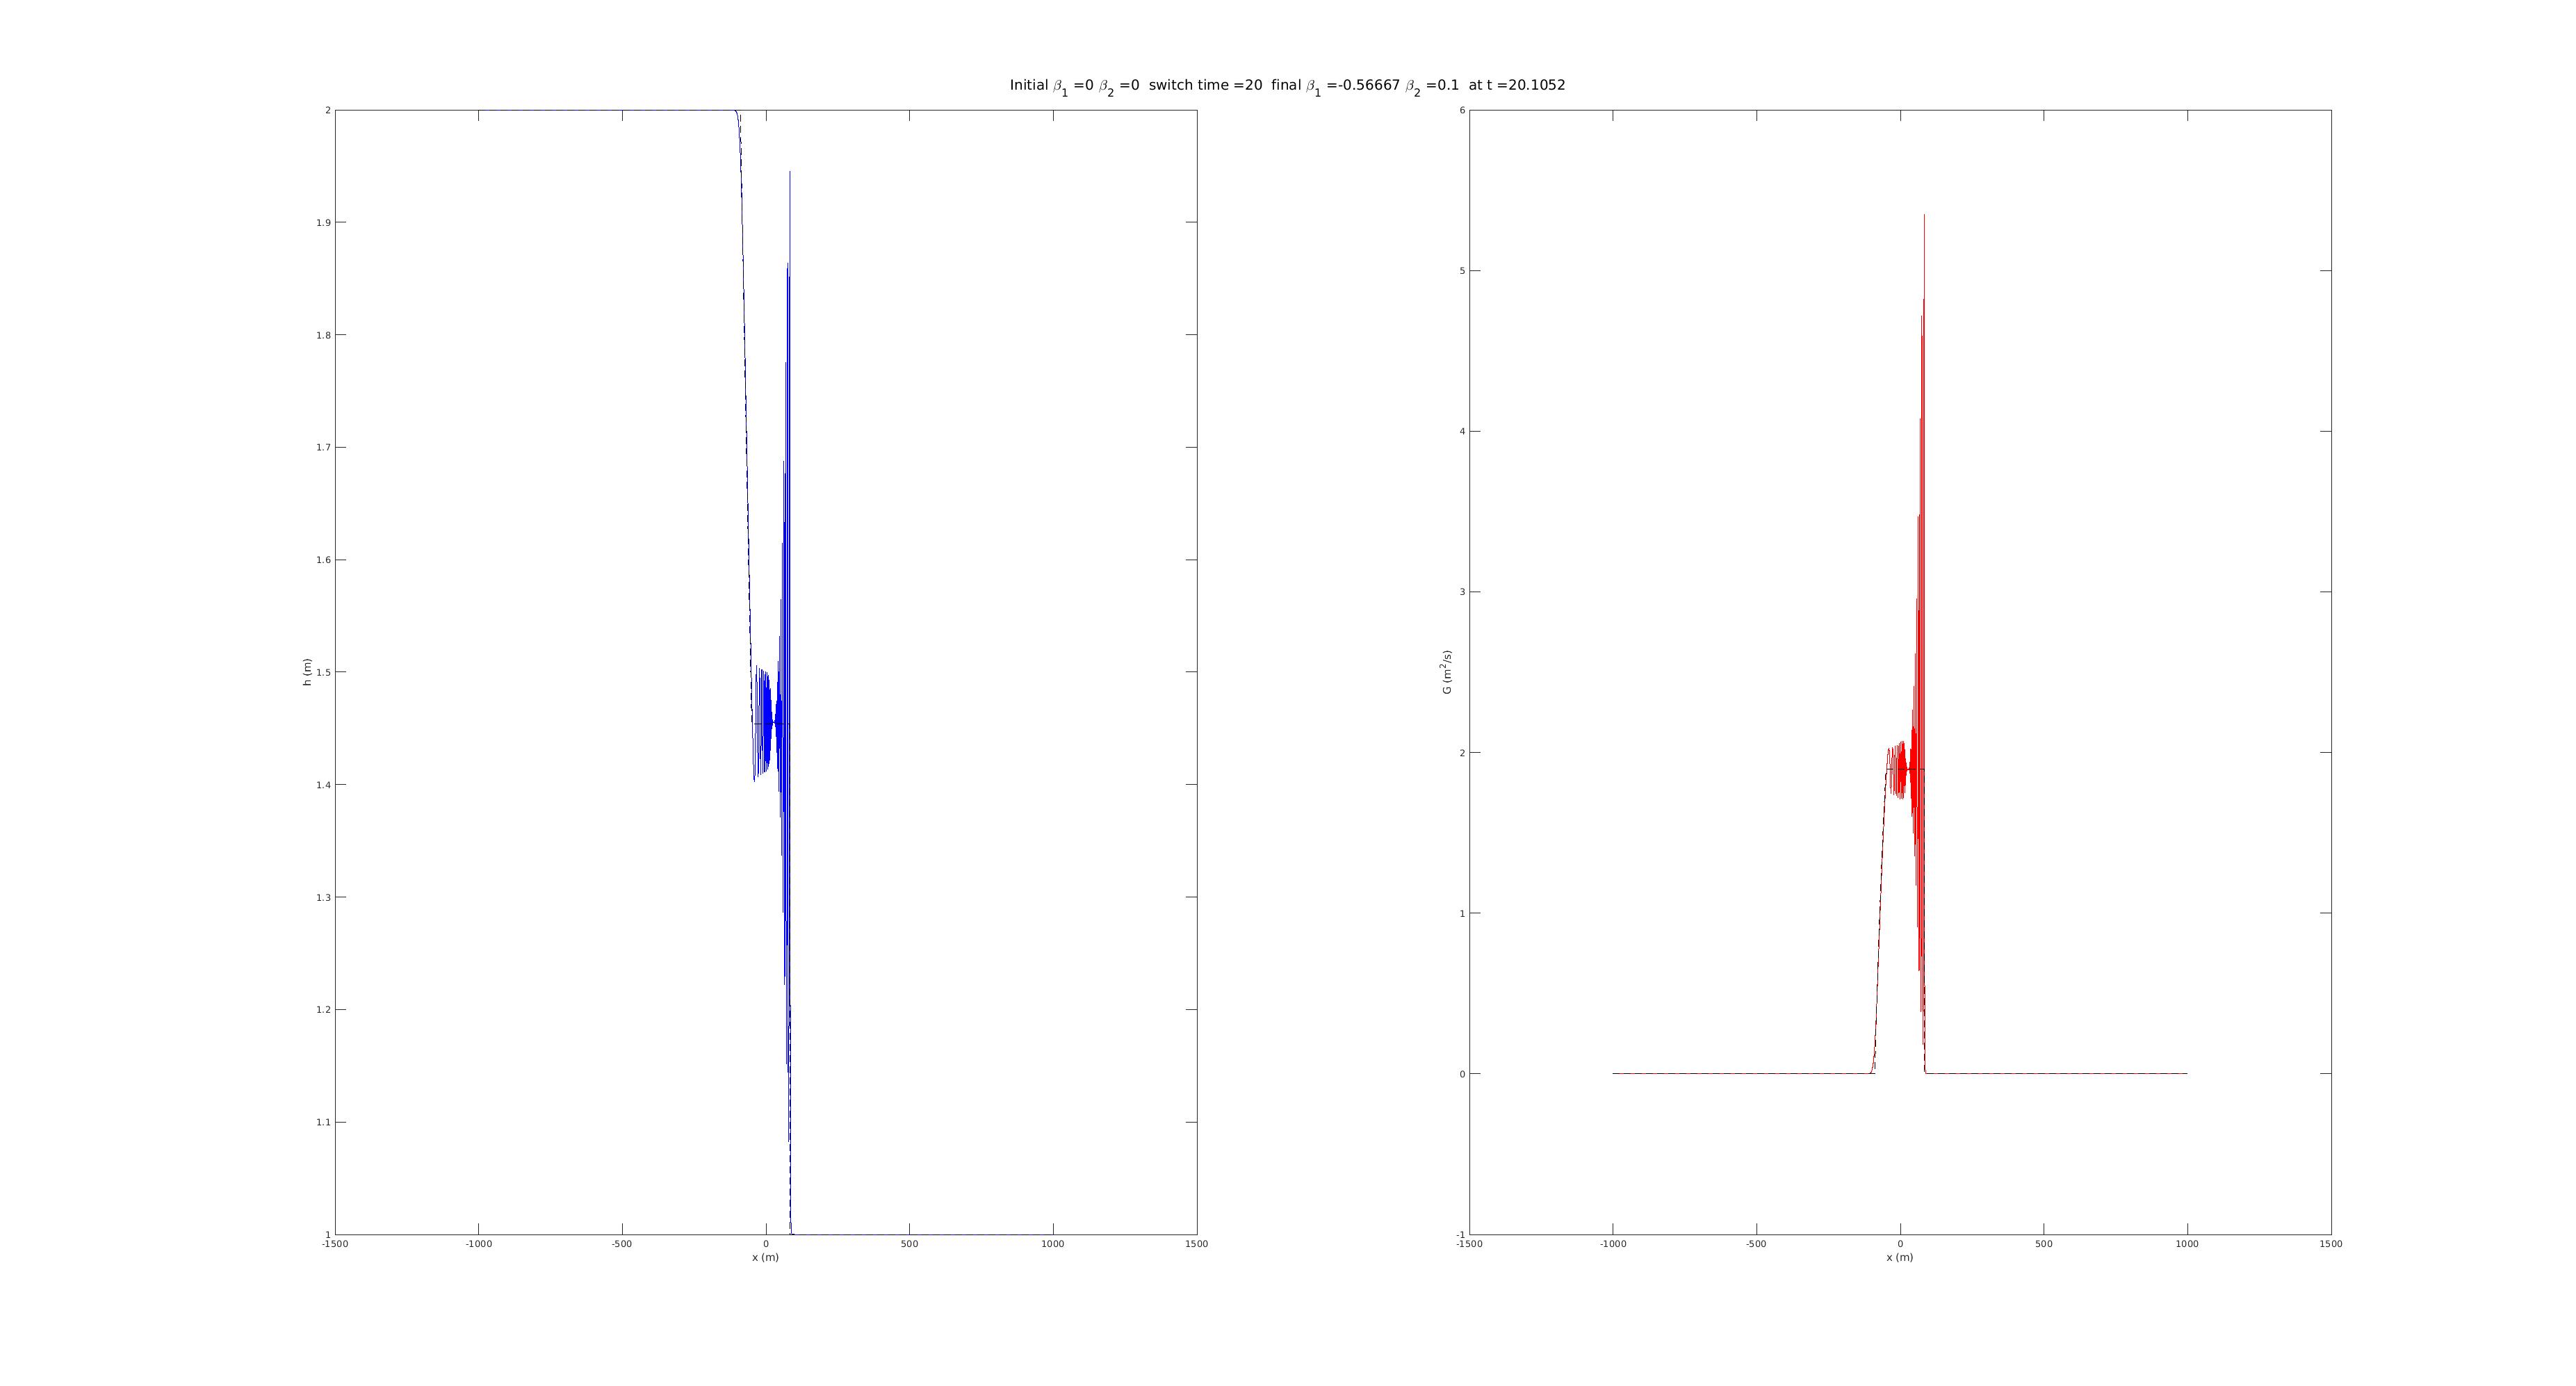 Initial β1 =0 β2 =0 switch time =20 final β1 =-0.56667 β2 =0.1 at t =20.1052
2
1.9
1.8
1.7
1.6
1.5
1.4
1.3
1.2
1.1
1
h (m)
-1500 -1000 -500 0 500 1000 1500
x (m)
6
5
4
3
2
1
0
-1
G (m2/s)
-1500 -1000 -500 0 500 1000 1500
x (m)